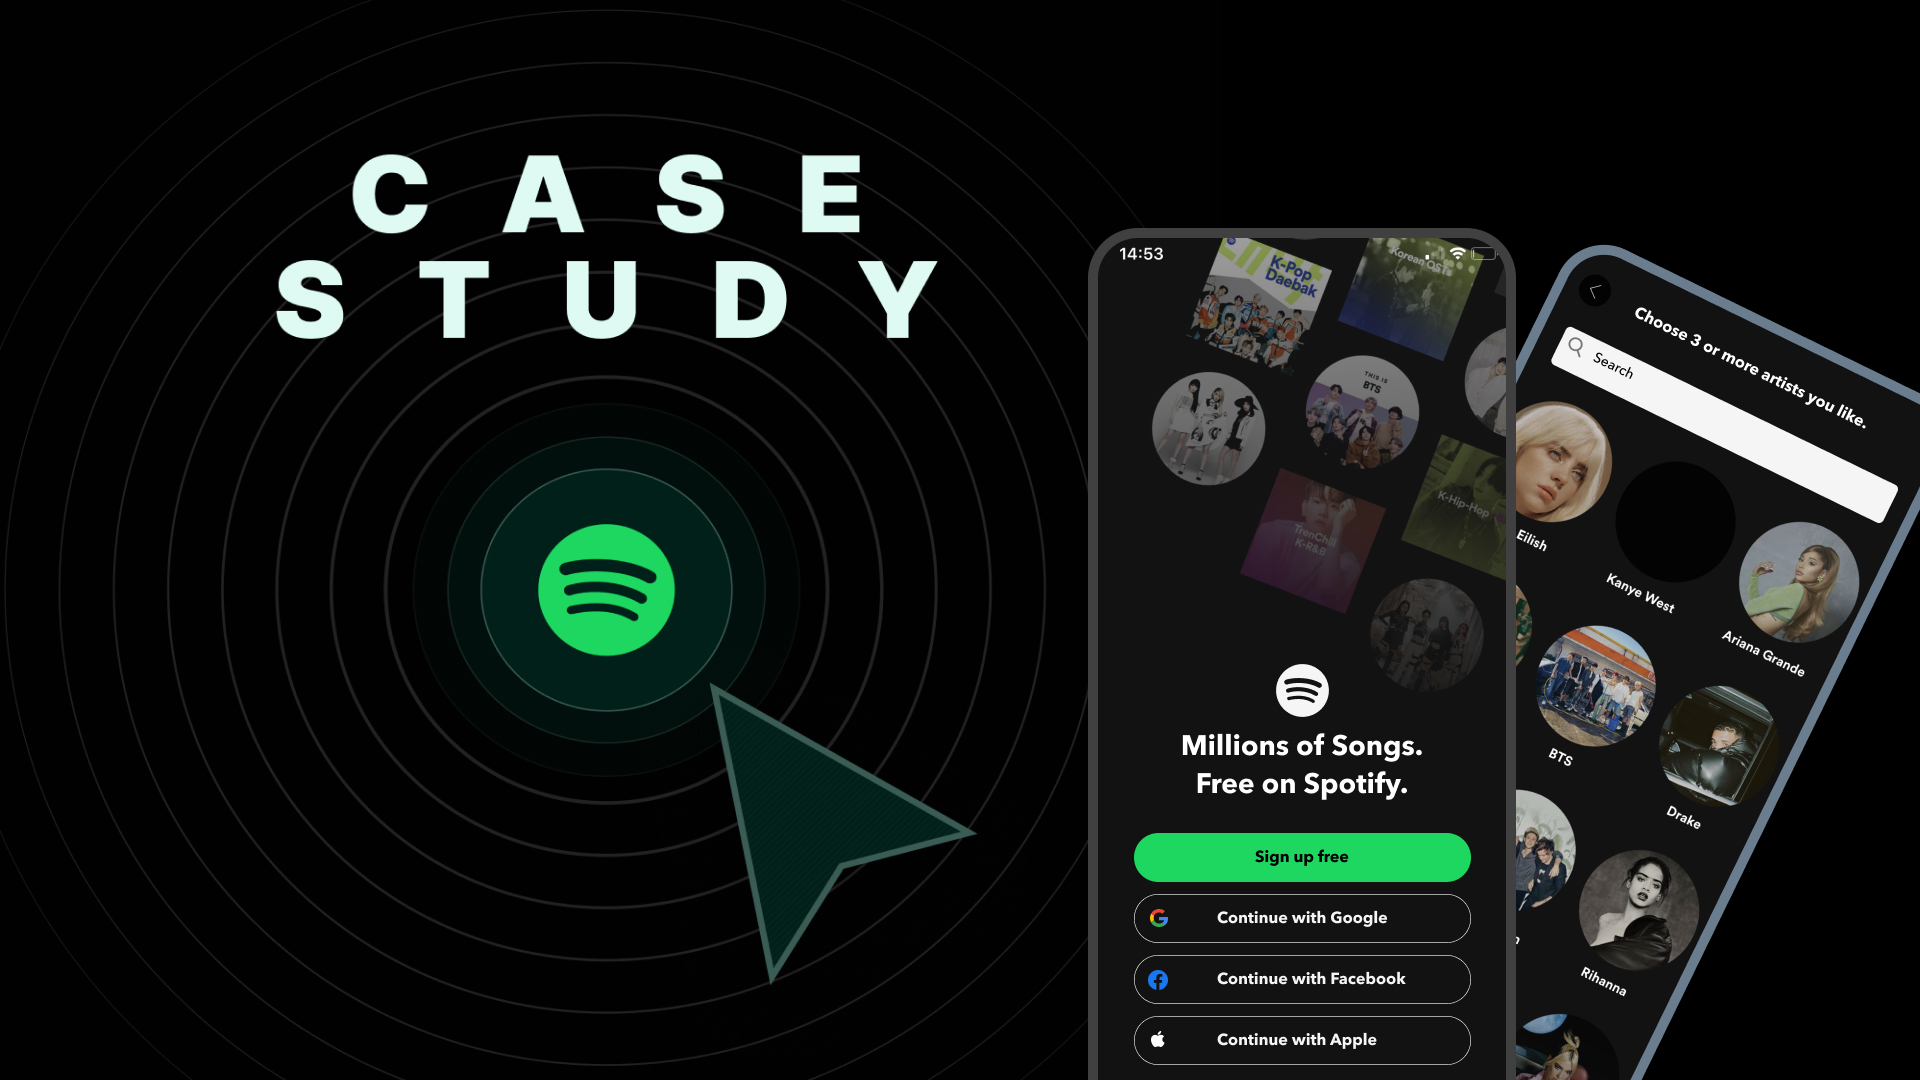 CASE
STUDY
14:53
K-Pop
Daebak
Korean OSTs
THIS IS
BTS
TrenChill
K-R&B
K-Hip-Hop
Millions of Songs.
Free on Spotify.
Sign up free
Continue with Google
Continue with Facebook
Continue with Apple
Choose 3 or more artists you like.
Search
Eilish
Kanye West
Ariana Grande
BTS
Drake
Rihanna